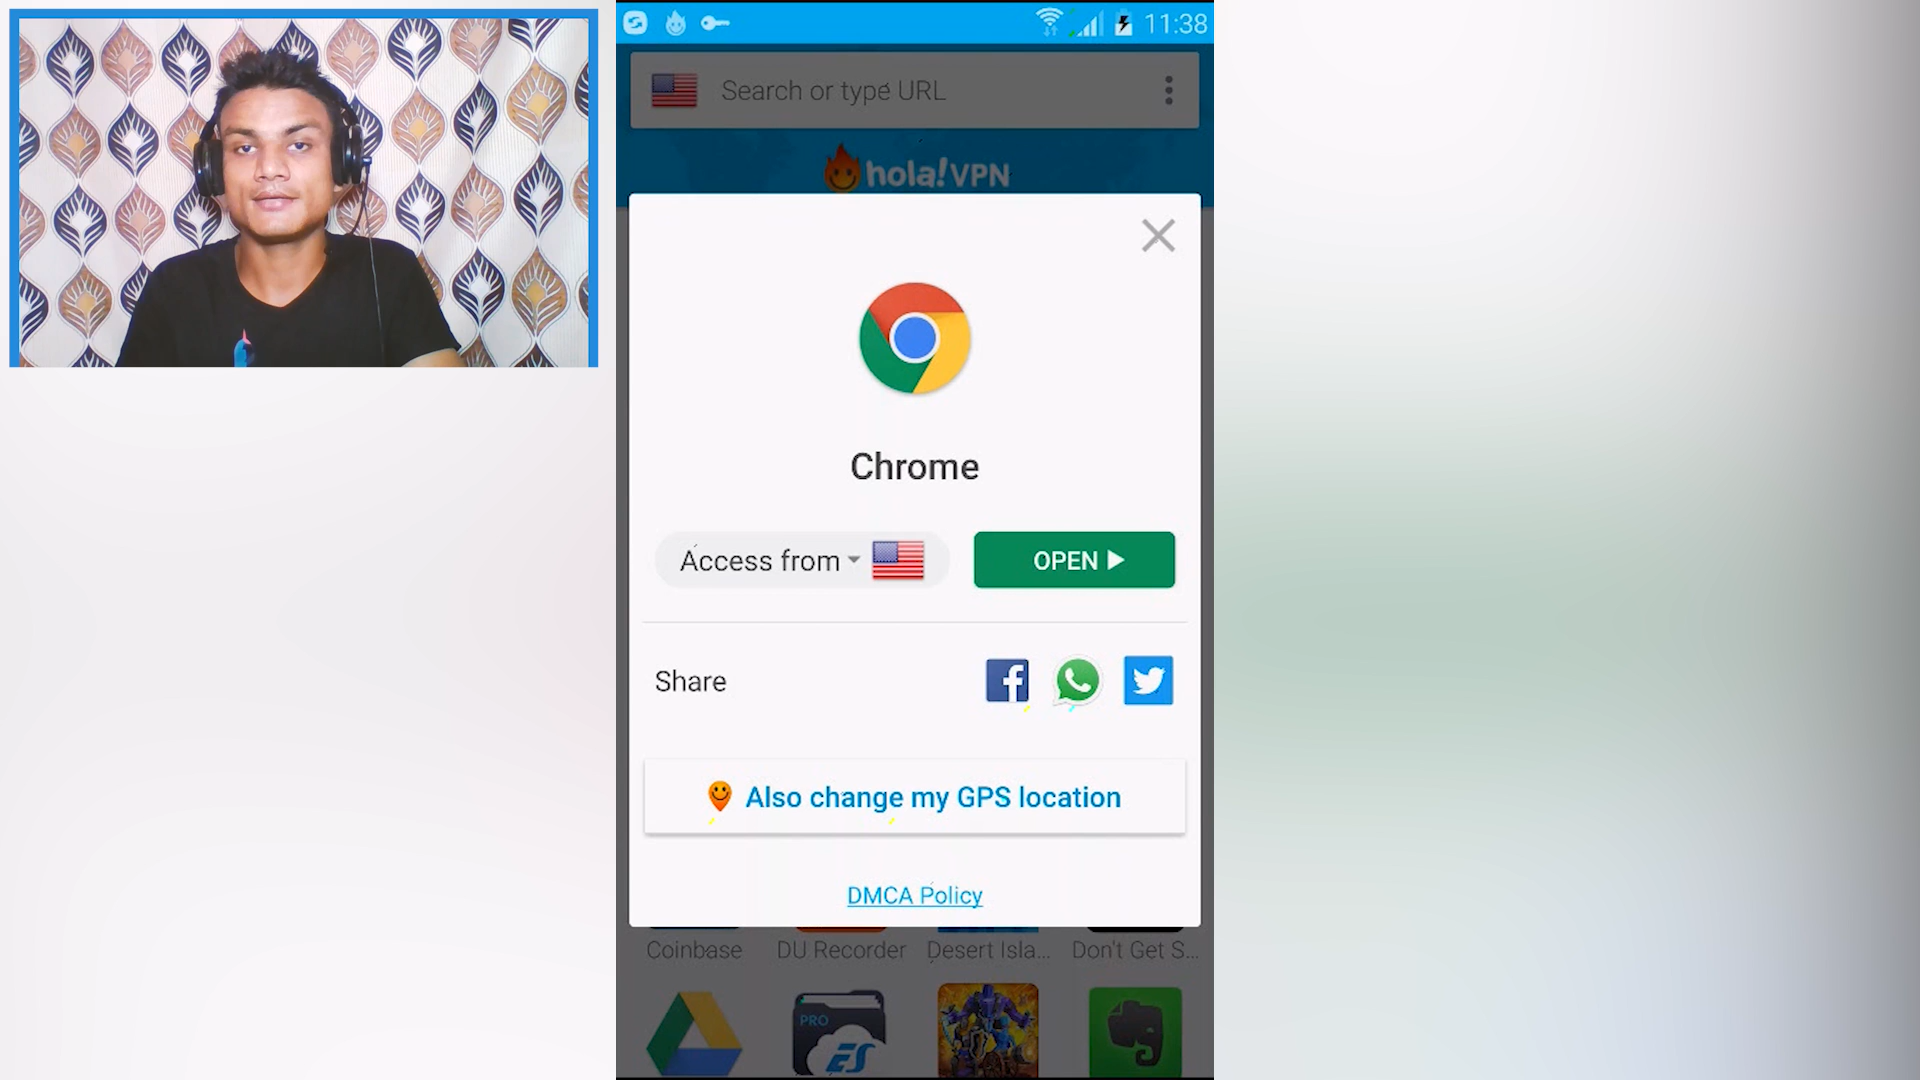 11:38
Search or type URL
hola!VPN
Chrome
Access from
OPEN
Share
Also change my GPS location
DMCA Policy
Coinbase
DU Recorder
Desert Isla...
Don't Get S...
PRO
ES